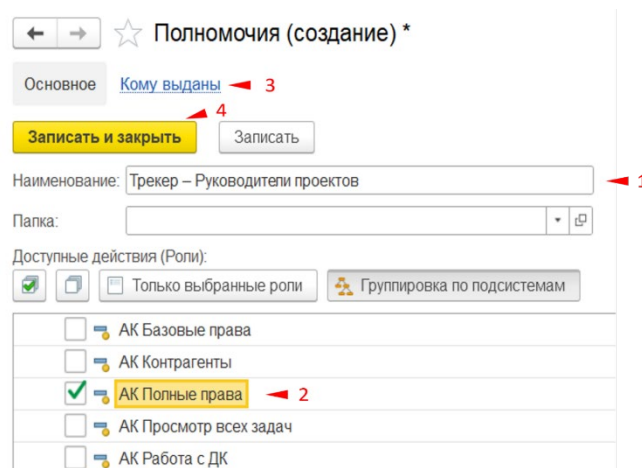 Полномочия (создание) *
Основное Кому выданы 3
4
Записать и закрыть Записать
Наименование: Трекер – Руководители проектов 1
Папка:
Доступные действия (Роли):
Только выбранные роли Группировка по подсистемам
АК Базовые права
АК Контрагенты
АК Полные права 2
АК Просмотр всех задач
АК Работа с ДК